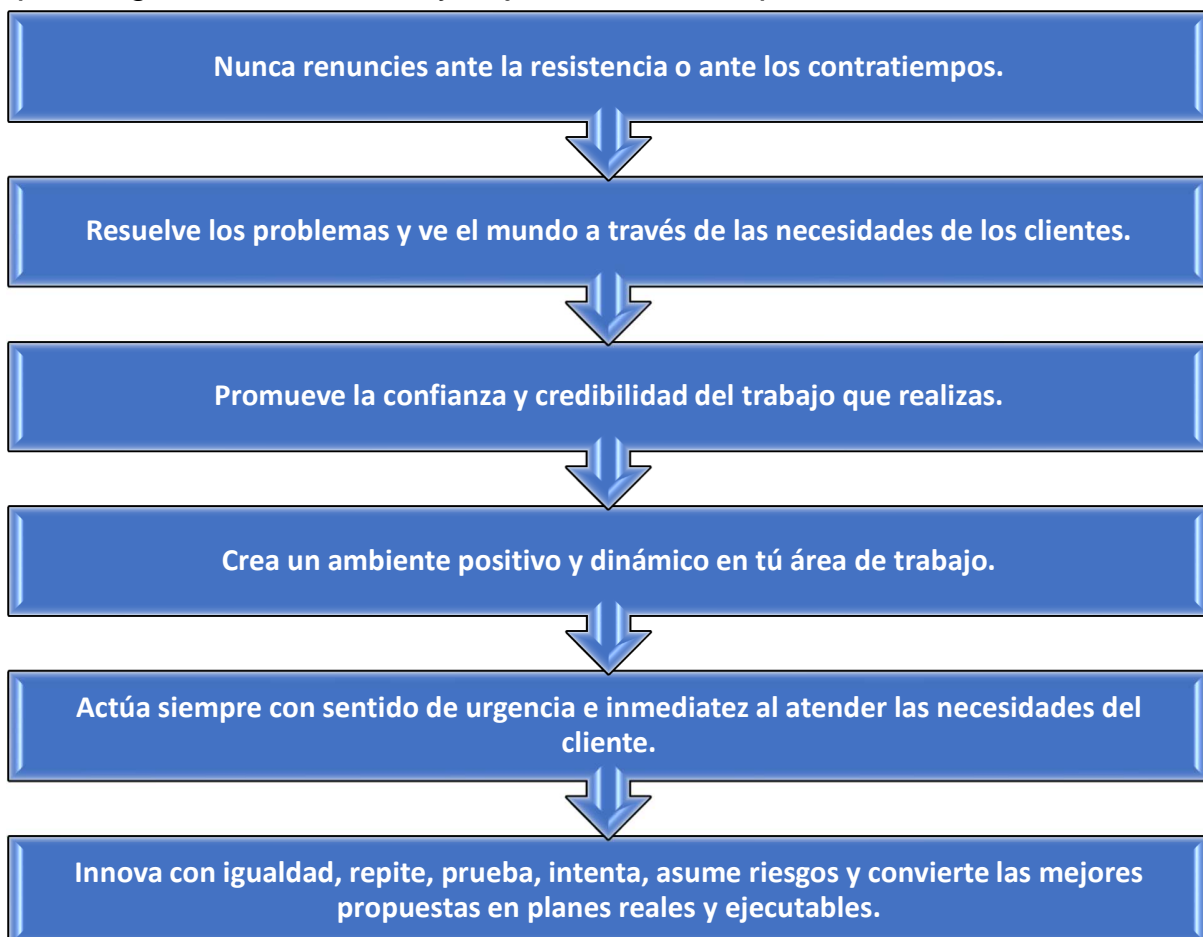 Nunca renuncies ante la resistencia o ante los contratiempos.
Resuelve los problemas y ve el mundo a través de las necesidades de los clientes.
Promueve la confianza y credibilidad del trabajo que realizas.
Crea un ambiente positivo y dinámico en tú área de trabajo.
Actúa siempre con sentido de urgencia e inmediatez al atender las necesidades del
cliente.
Innova con igualdad, repite, prueba, intenta, asume riesgos y convierte las mejores
propuestas en planes reales y ejecutables.